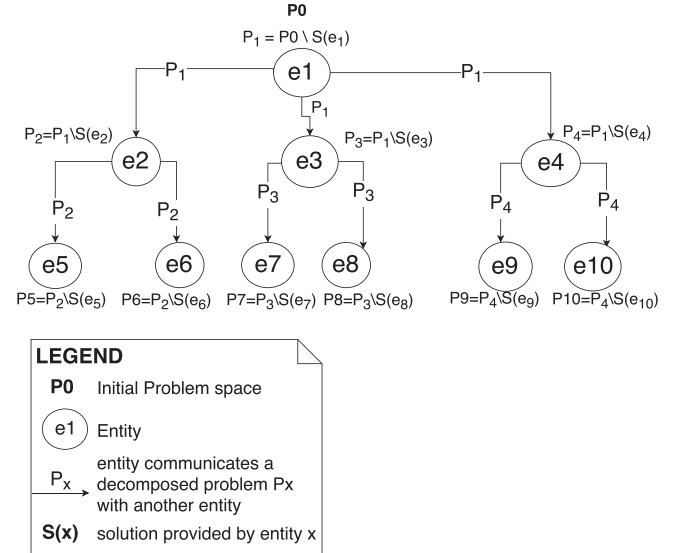 P0
P₁ = P0 \ S(e₁)
e1
P₁
P₁
P₁
P₂=P₁\S(e₂)
P₃=P₁\S(e₃)
P₄=P₁\S(e₄)
e2
e3
e4
P₂
P₂
P₃
P₃
P₄
P₄
e5
e6
e7
e8
e9
e10
P5=P₂\S(e₅)
P6=P₂\S(e₆)
P7=P₃\S(e₇)
P8=P₃\S(e₈)
P9=P₄\S(e₉)
P10=P₄\S(e₁₀)
LEGEND
P0 Initial Problem space
e1 Entity
entity communicates a
Pₓ decomposed problem Px
with another entity
S(x) solution provided by entity x